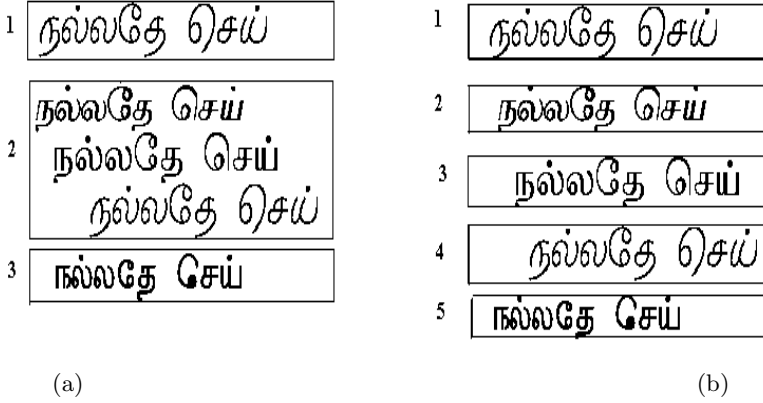 1 நல்லதே செய்
2 நல்லதே செய்
நல்லதே செய்
நல்லதே செய்
3 நல்லதே செய்
(a)
1 நல்லதே செய்
2 நல்லதே செய்
3 நல்லதே செய்
4 நல்லதே செய்
5 நல்லதே செய்
(b)